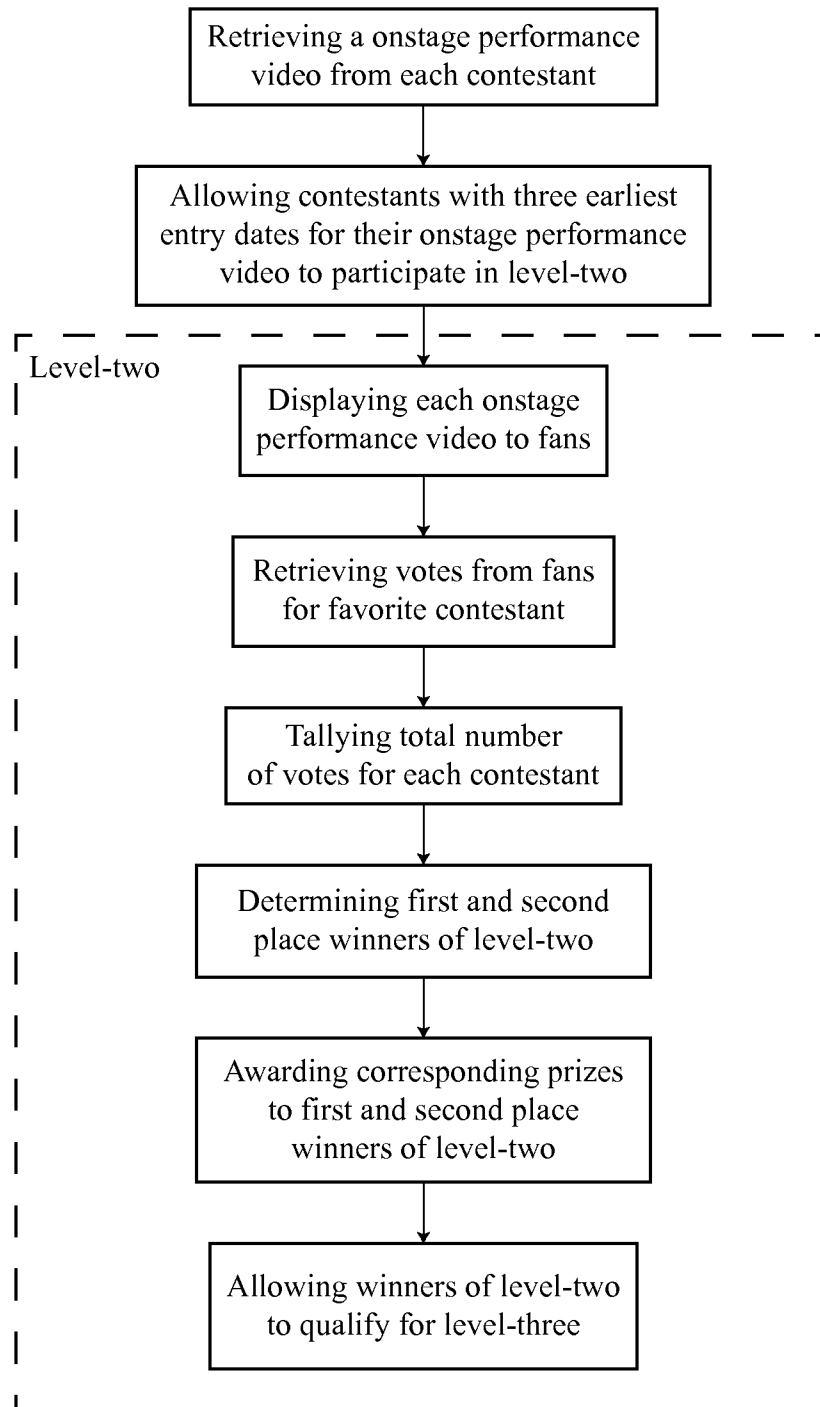 Retrieving a onstage performance
video from each contestant
Allowing contestants with three earliest
entry dates for their onstage performance
video to participate in level-two
Level-two
Displaying each onstage
performance video to fans
Retrieving votes from fans
for favorite contestant
Tallying total number
of votes for each contestant
Determining first and second
place winners of level-two
Awarding corresponding prizes
to first and second place
winners of level-two
Allowing winners of level-two
to qualify for level-three